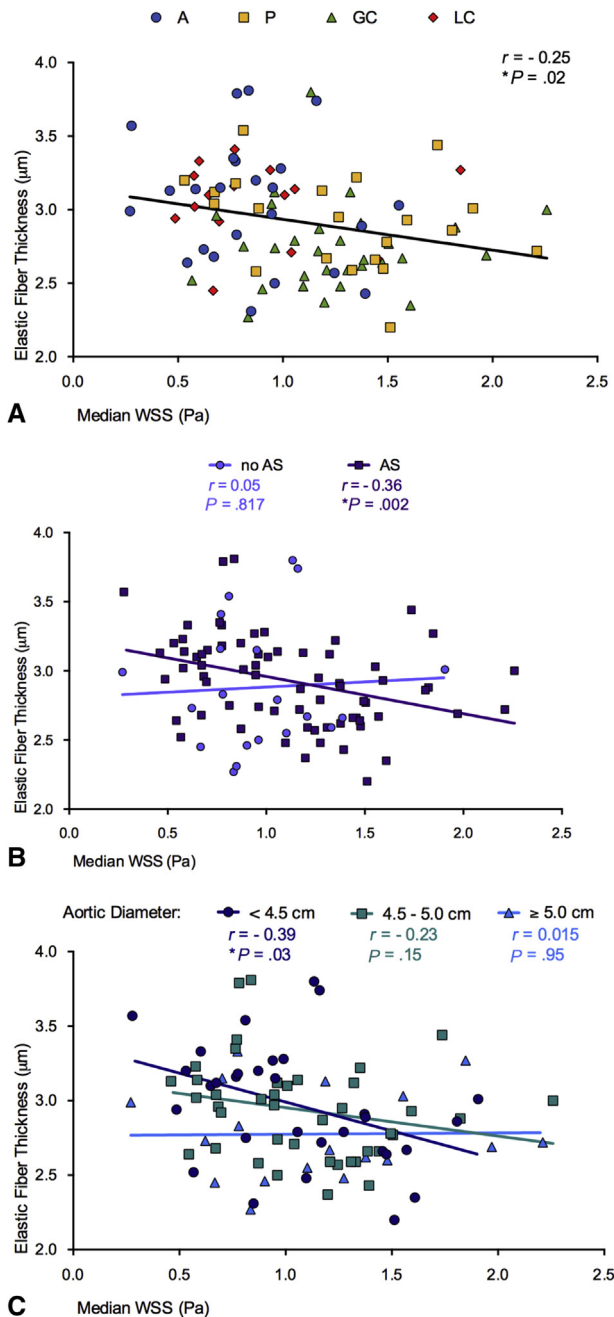 A P GC LC
r = - 0.25
*P = .02
4.0
3.5
3.0
2.5
2.0
Elastic Fiber Thickness (μm)
0.0 0.5 1.0 1.5 2.0 2.5
Median WSS (Pa)
A
no AS AS
r = 0.05 r = - 0.36
P = .817 *P = .002
4.0
3.5
3.0
2.5
2.0
Elastic Fiber Thickness (μm)
0.0 0.5 1.0 1.5 2.0 2.5
Median WSS (Pa)
B
Aortic Diameter: < 4.5 cm 4.5 - 5.0 cm ≥ 5.0 cm
r = - 0.39 r = - 0.23 r = 0.015
*P = .03 P = .15 P = .95
4.0
3.5
3.0
2.5
2.0
Elastic Fiber Thickness (μm)
0.0 0.5 1.0 1.5 2.0 2.5
Median WSS (Pa)
C